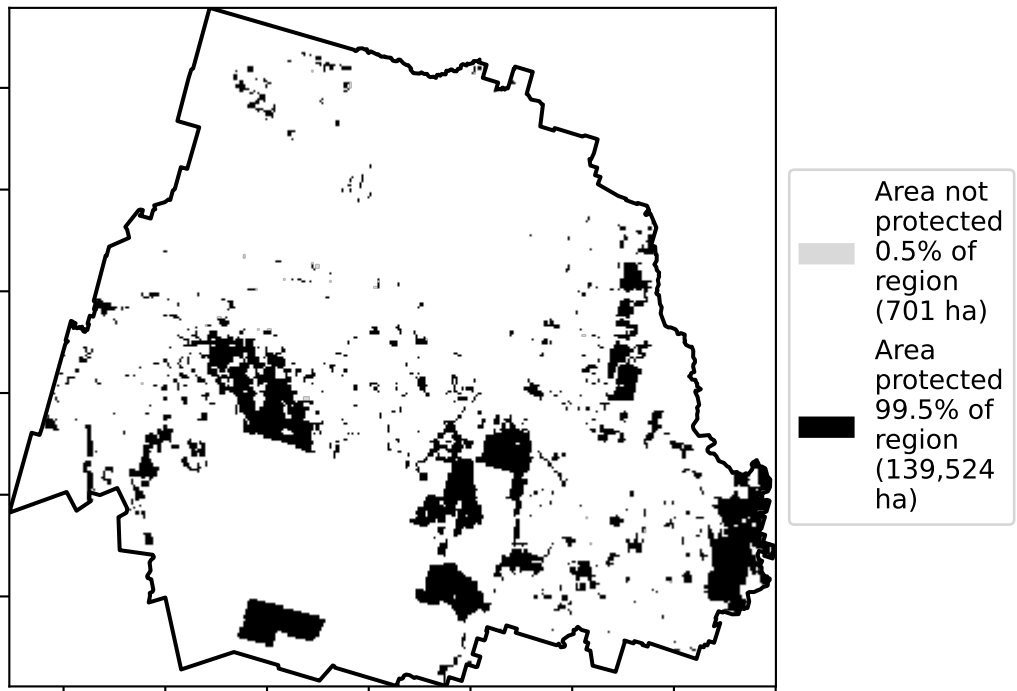 Area not
protected
0.5% of
region
(701 ha)
Area
protected
99.5% of
region
(139,524
ha)